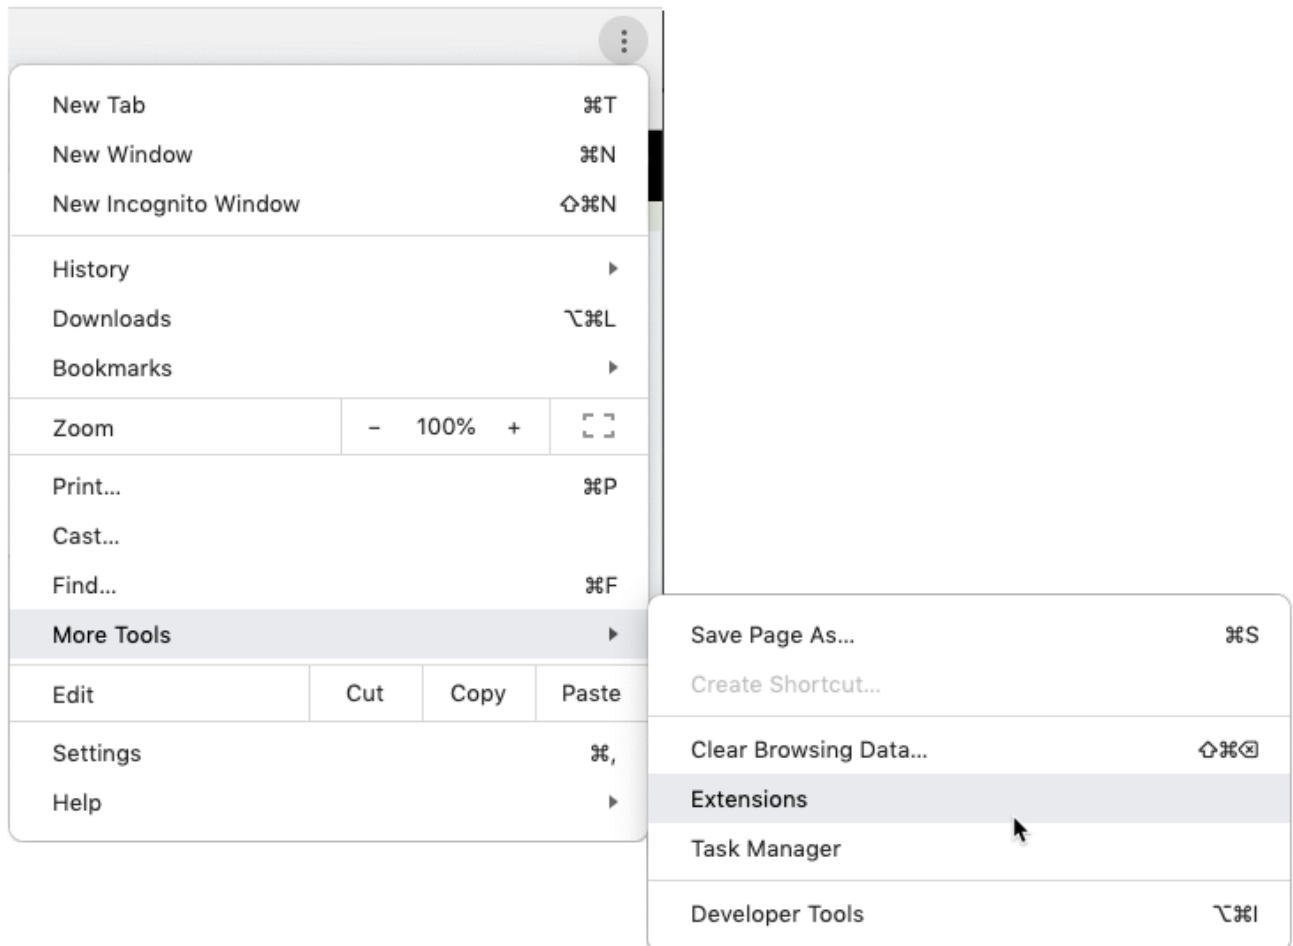 New Tab ⌘T
New Window ⌘N
New Incognito Window ⇧⌘N
History
Downloads ⌥⌘L
Bookmarks
Zoom - 100% +
Print... ⌘P
Cast...
Find... ⌘F
More Tools
Edit Cut Copy Paste
Settings ⌘,
Help
Save Page As... ⌘S
Create Shortcut...
Clear Browsing Data... ⇧⌘⌫
Extensions
Task Manager
Developer Tools ⌥⌘I